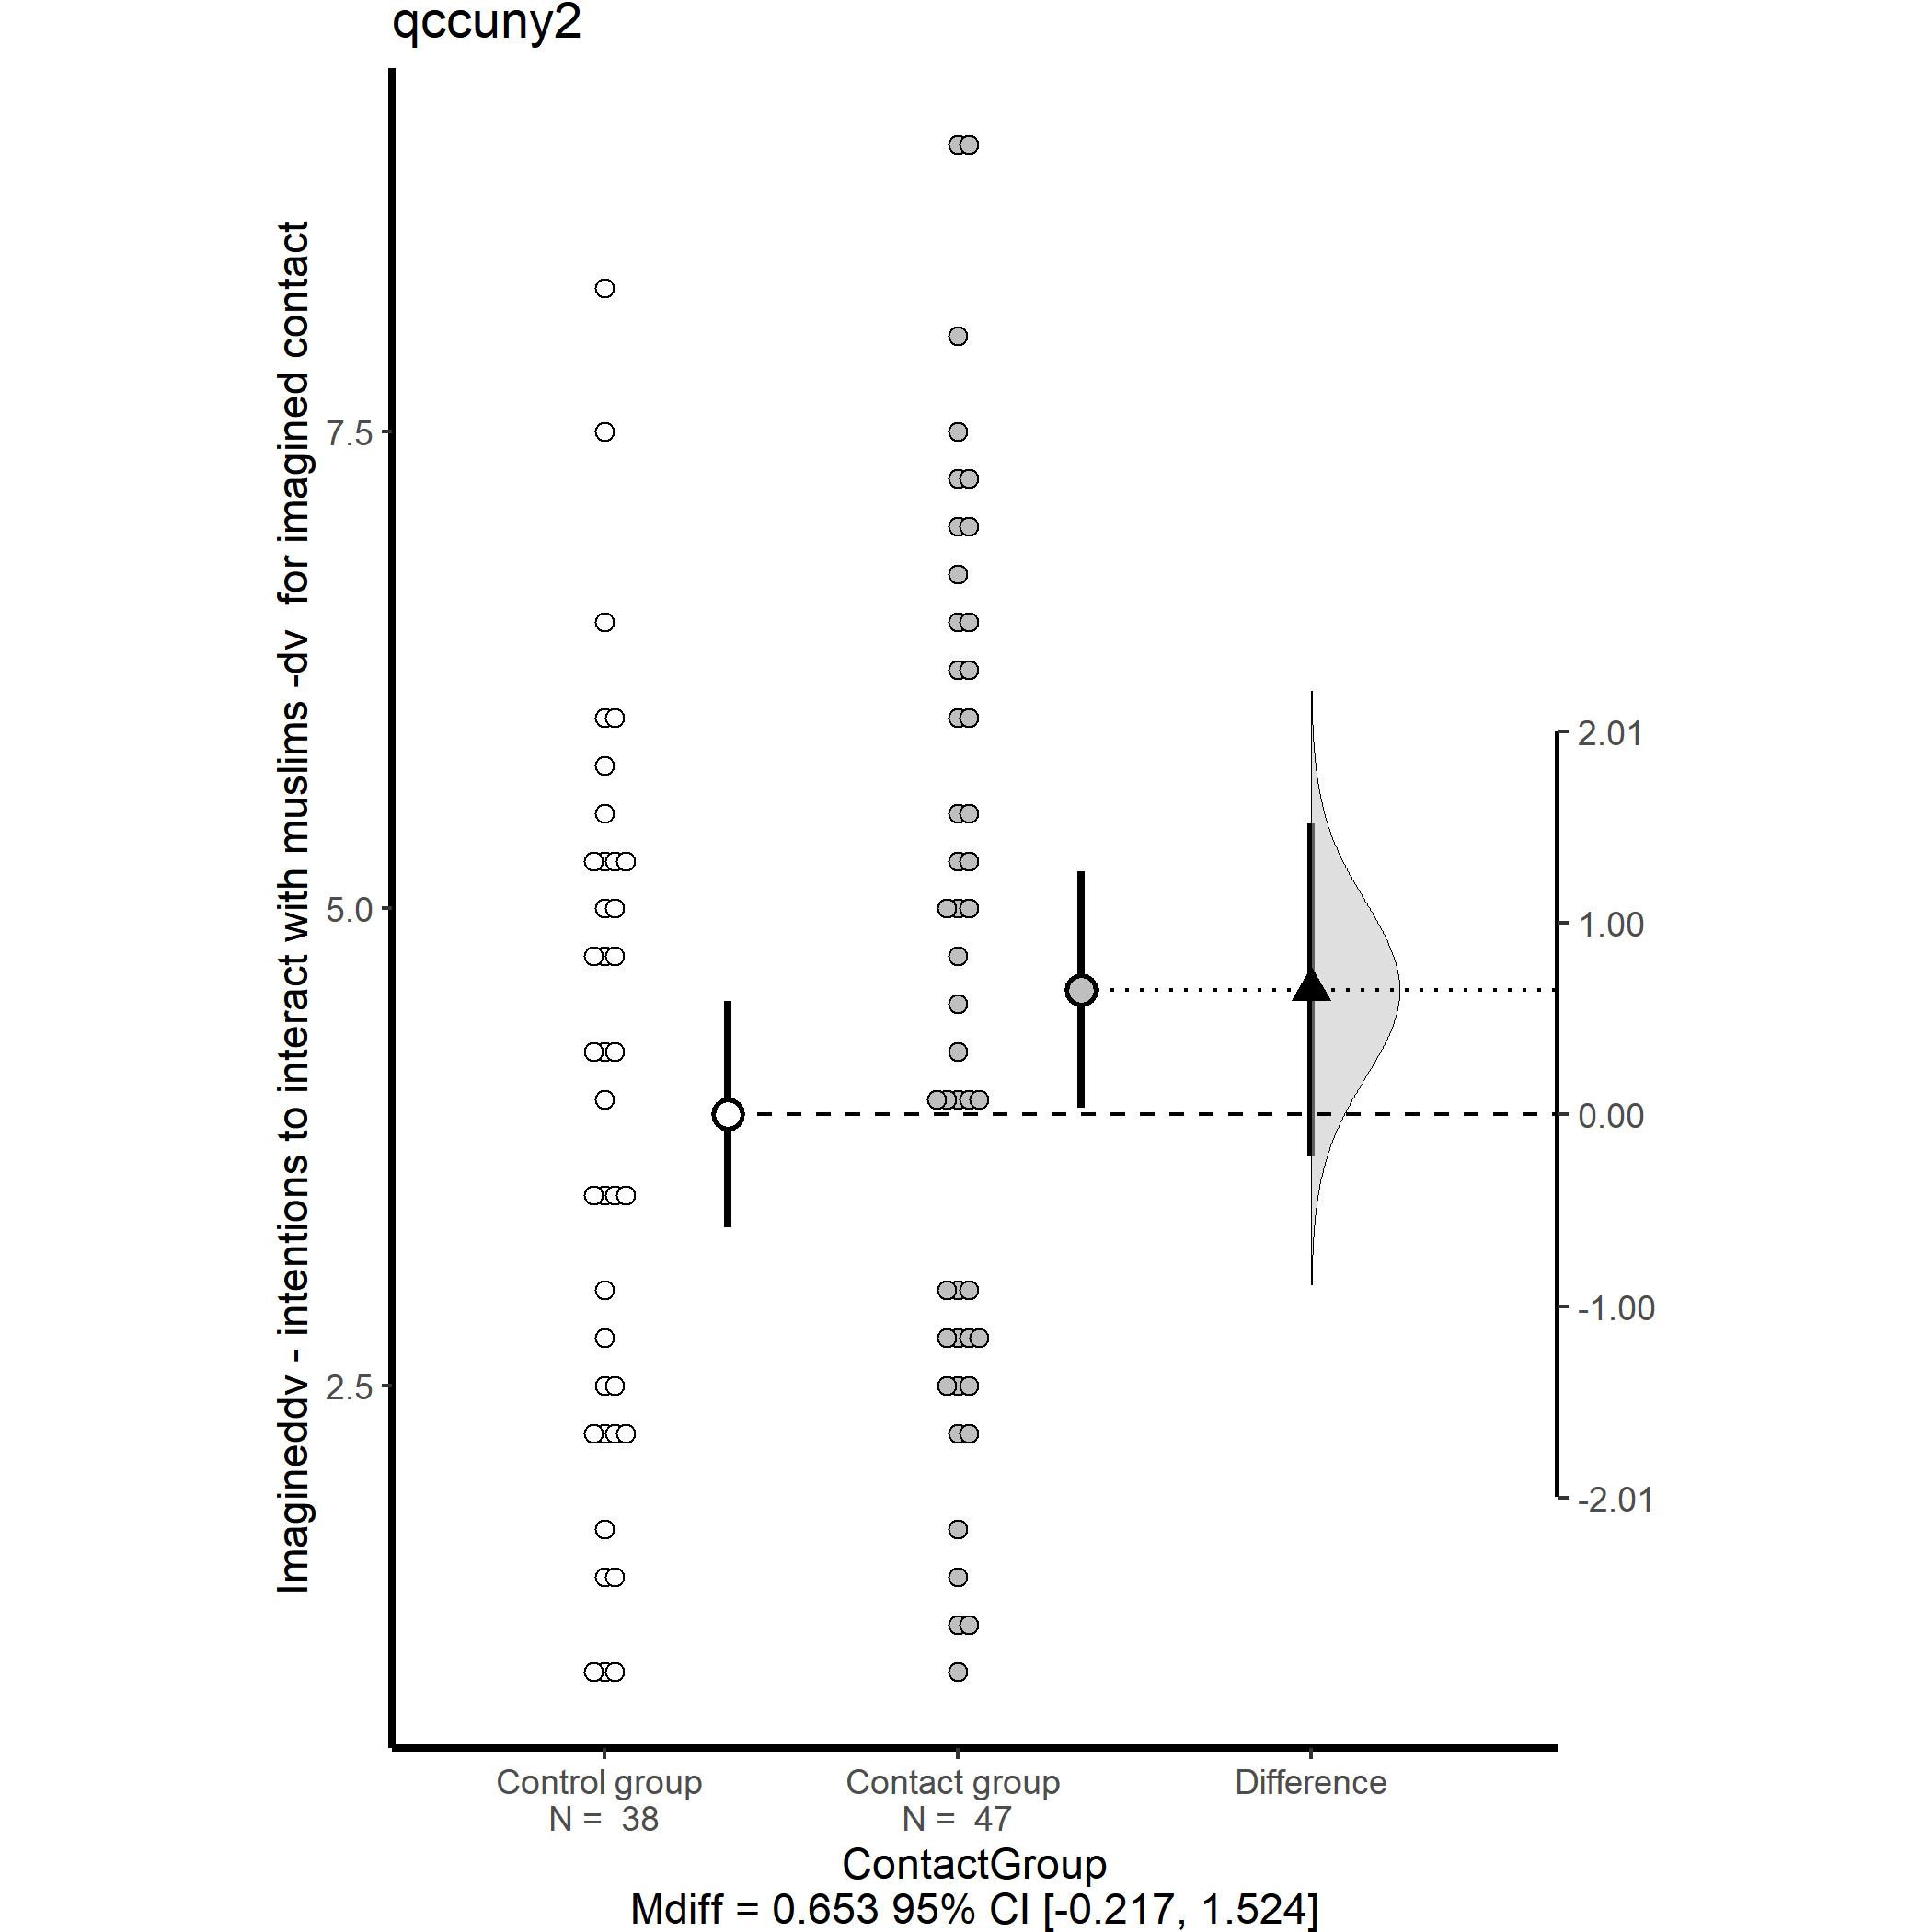 qccuny2
Imagineddv - intentions to interact with muslims -dv  for imagined contact
7.5
5.0
2.5
2.01
1.00
0.00
-1.00
-2.01
Control group
N =  38
Contact group
N =  47
Difference
ContactGroup
Mdiff = 0.653 95% CI [-0.217, 1.524]